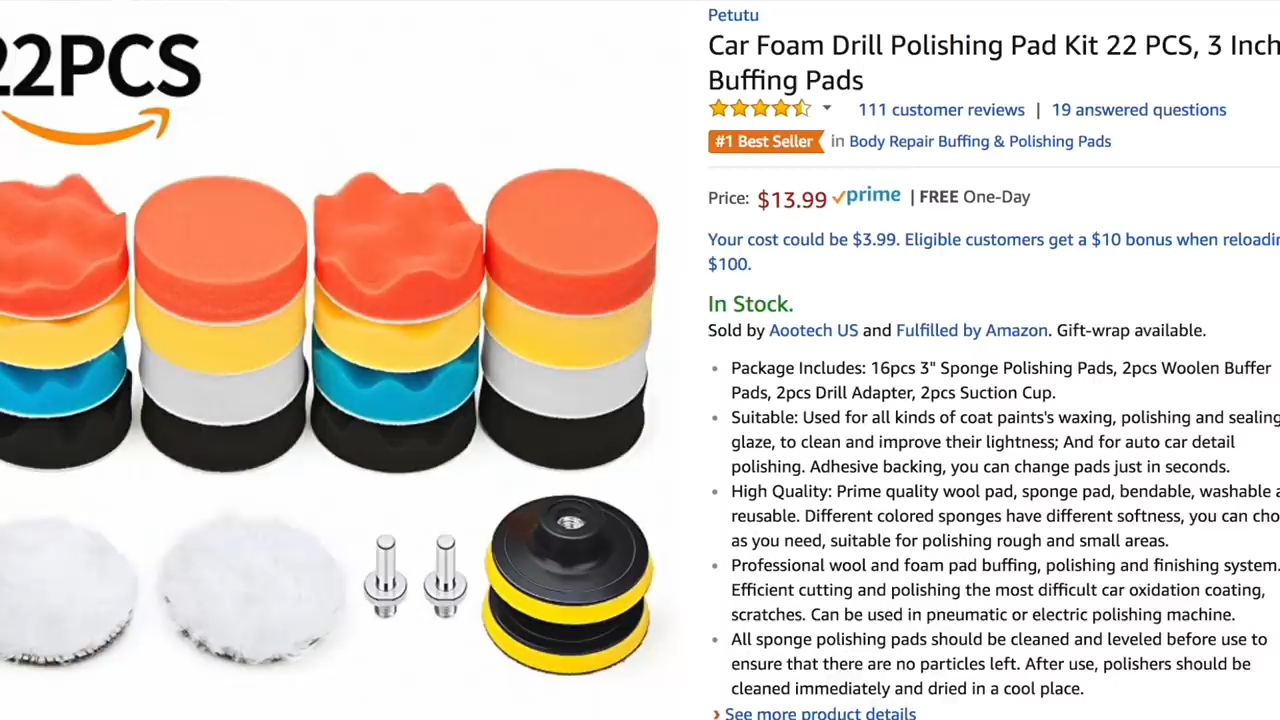 22PCS
Petutu
Car Foam Drill Polishing Pad Kit 22 PCS, 3 Inch
Buffing Pads
111 customer reviews | 19 answered questions
#1 Best Seller in Body Repair Buffing & Polishing Pads
Price: $13.99 prime | FREE One-Day
Your cost could be $3.99. Eligible customers get a $10 bonus when reloadin
$100.
In Stock.
Sold by Aootech US and Fulfilled by Amazon. Gift-wrap available.
Package Includes: 16pcs 3" Sponge Polishing Pads, 2pcs Woolen Buffer
Pads, 2pcs Drill Adapter, 2pcs Suction Cup.
Suitable: Used for all kinds of coat paints's waxing, polishing and sealing
glaze, to clean and improve their lightness; And for auto car detail
polishing. Adhesive backing, you can change pads just in seconds.
High Quality: Prime quality wool pad, sponge pad, bendable, washable a
reusable. Different colored sponges have different softness, you can cho
as you need, suitable for polishing rough and small areas.
Professional wool and foam pad buffing, polishing and finishing system.
Efficient cutting and polishing the most difficult car oxidation coating,
scratches. Can be used in pneumatic or electric polishing machine.
All sponge polishing pads should be cleaned and leveled before use to
ensure that there are no particles left. After use, polishers should be
cleaned immediately and dried in a cool place.
› See more product details